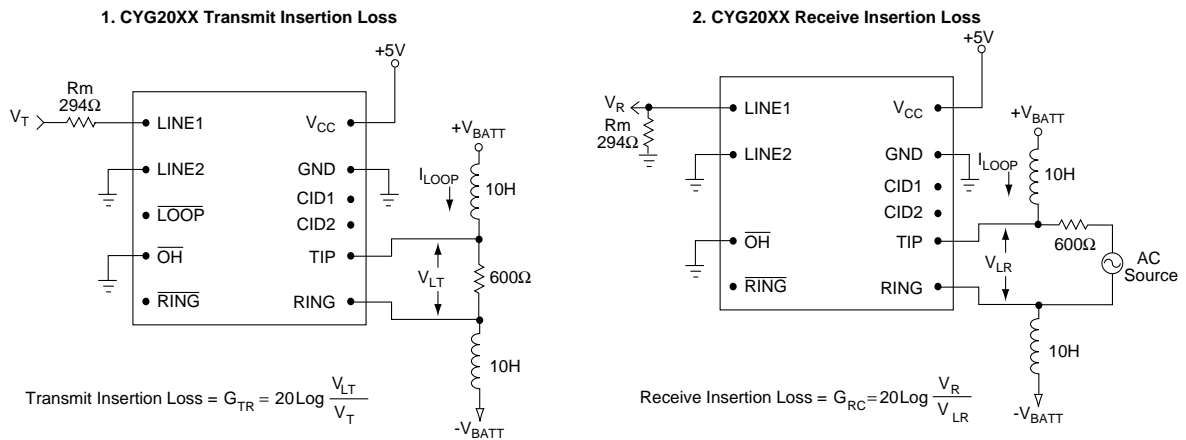 1. CYG20XX Transmit Insertion Loss
+5V
Rm
294Ω
V_T
LINE1
V_CC
LINE2
GND
CID1
LOOP
CID2
OH
TIP
RING
RING
+V_BATT
I_LOOP
10H
V_LT
600Ω
10H
-V_BATT
Transmit Insertion Loss = G_TR = 20Log V_LT / V_T
2. CYG20XX Receive Insertion Loss
+5V
V_R
Rm
294Ω
LINE1
V_CC
LINE2
GND
CID1
CID2
OH
TIP
RING
RING
+V_BATT
I_LOOP
10H
600Ω
V_LR
AC
Source
10H
-V_BATT
Receive Insertion Loss = G_RC = 20Log V_R / V_LR